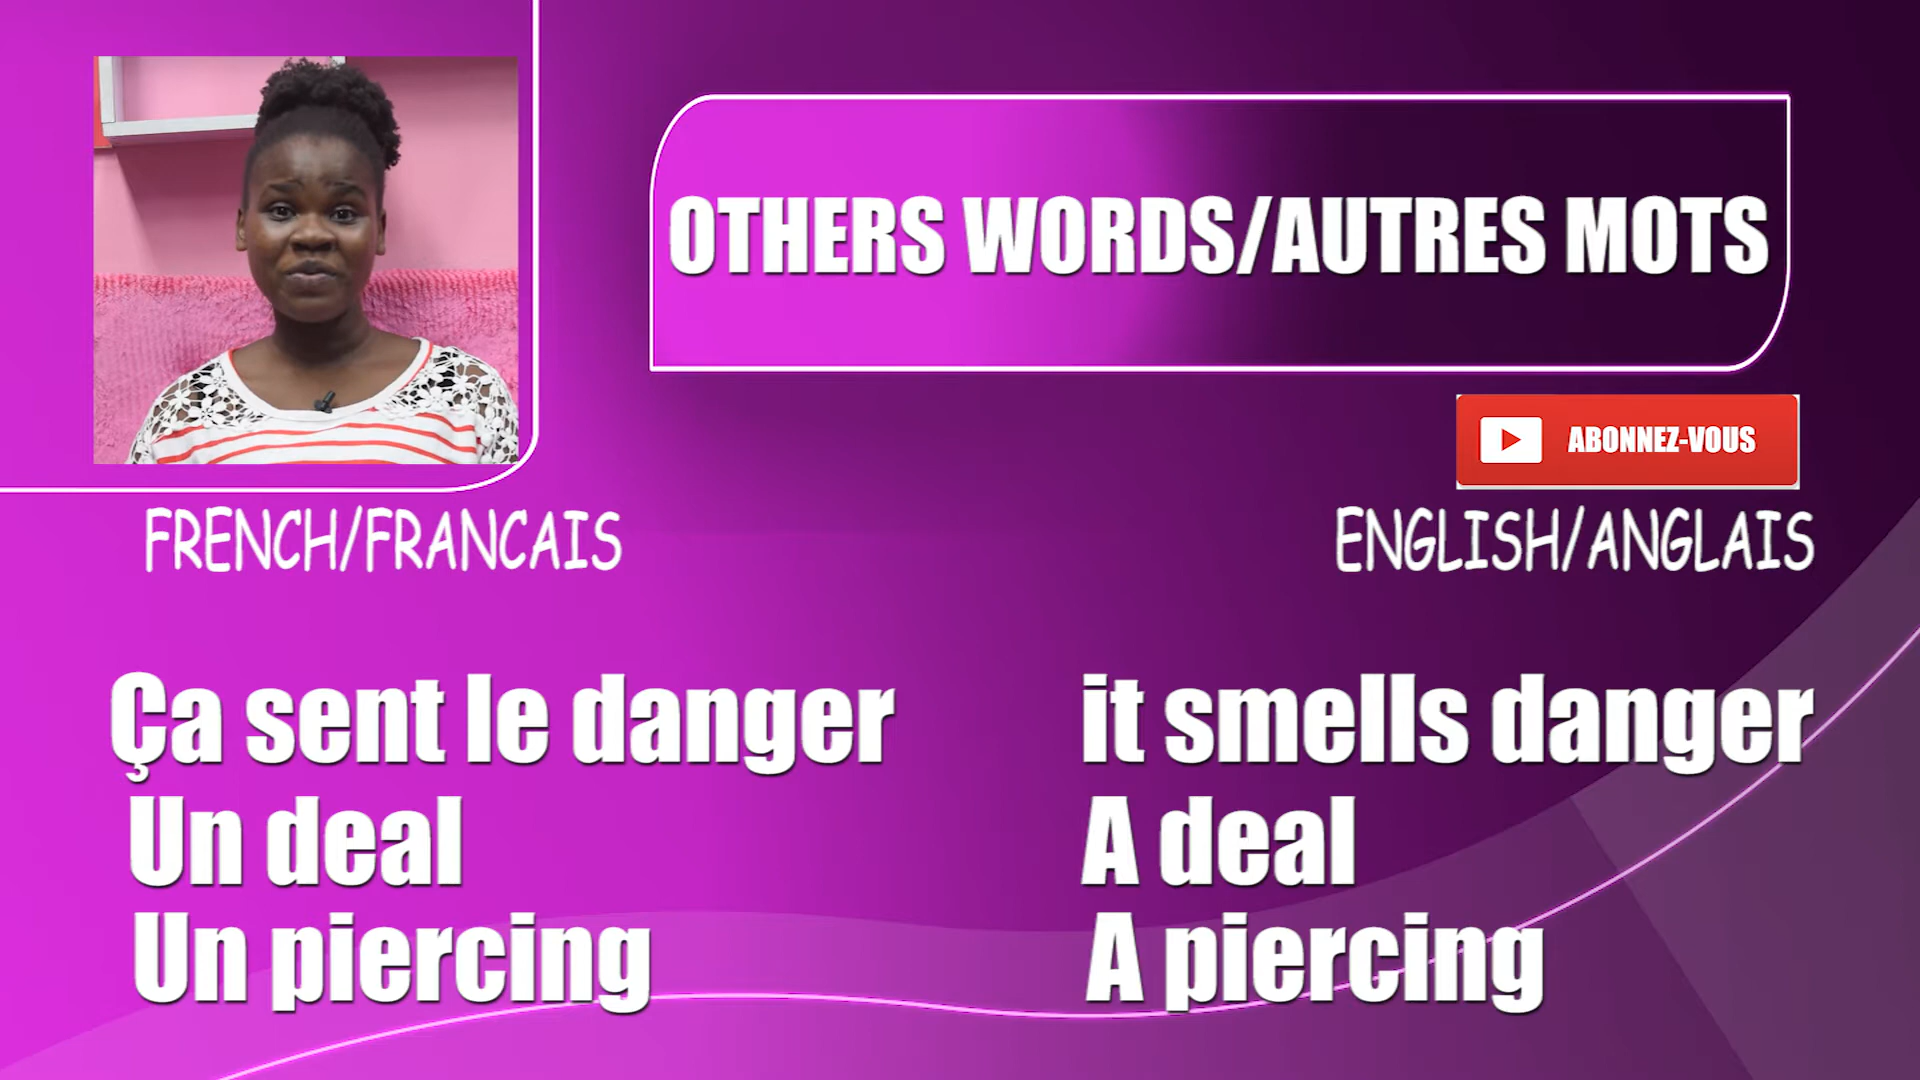 OTHERS WORDS/AUTRES MOTS
ABONNEZ-VOUS
FRENCH/FRANCAIS
ENGLISH/ANGLAIS
Ça sent le danger
it smells danger
Un deal
A deal
Un piercing
A piercing